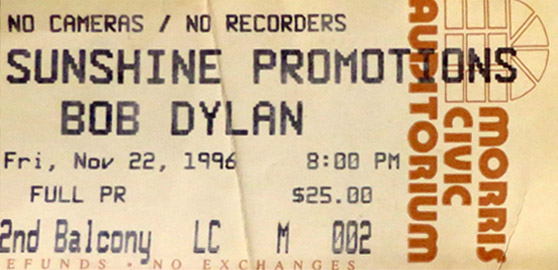 NO CAMERAS / NO RECORDERS
SUNSHINE PROMOTIONS
BOB DYLAN
Fri, Nov 22, 1996 8:00 PM
FULL PR $25.00
2nd Balcony LC M 002
EFUNDS • NO EXCHANGES
MORRIS
CIVIC
AUDITORIUM